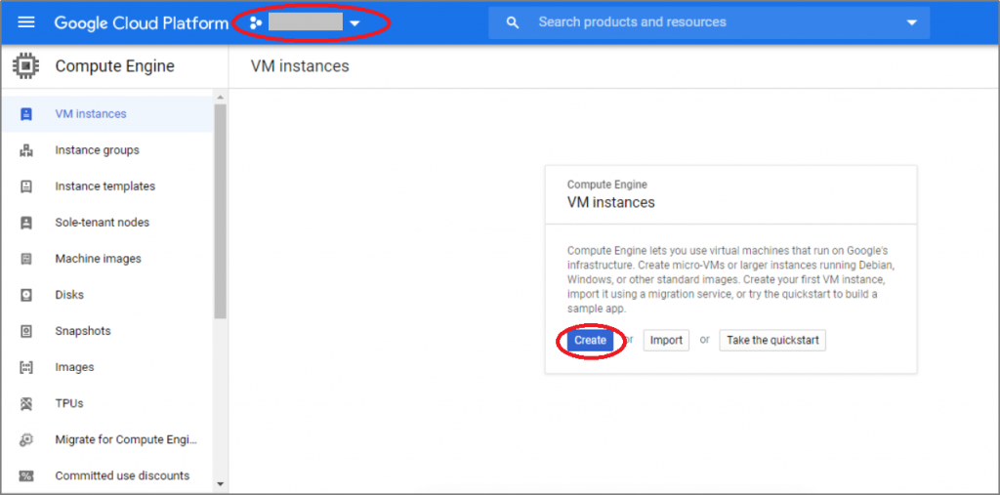 Google Cloud Platform
Search products and resources
Compute Engine
VM instances
VM instances
Instance groups
Instance templates
Sole-tenant nodes
Machine images
Disks
Snapshots
Images
TPUs
Migrate for Compute Engi...
Committed use discounts
Compute Engine
VM instances
Compute Engine lets you use virtual machines that run on Google's
infrastructure. Create micro-VMs or larger instances running Debian,
Windows, or other standard images. Create your first VM instance,
import it using a migration service, or try the quickstart to build a
sample app.
Create or Import or Take the quickstart